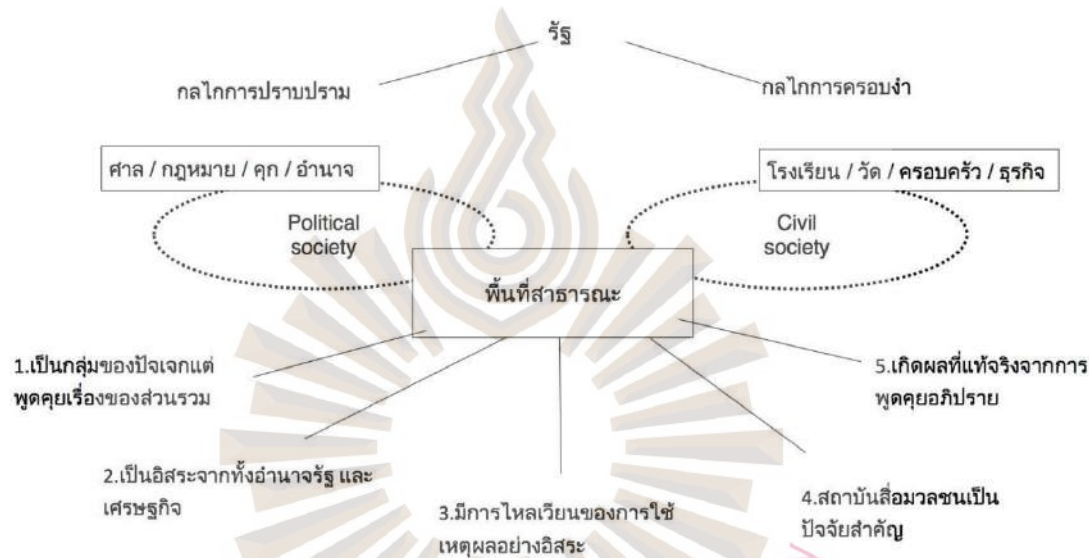 รัฐ
กลไกการปราบปราม
กลไกการครอบงำ
ศาล / กฎหมาย / คุก / อำนาจ
โรงเรียน / วัด / ครอบครัว / ธุรกิจ
Political
society
Civil
society
พื้นที่สาธารณะ
1.เป็นกลุ่มของปัจเจกแต่
พูดคุยเรื่องของส่วนรวม
5.เกิดผลที่แท้จริงจากการ
พูดคุยอภิปราย
2.เป็นอิสระจากทั้งอำนาจรัฐ และ
เศรษฐกิจ
3.มีการไหลเวียนของการใช้
เหตุผลอย่างอิสระ
4.สถาบันสื่อมวลชนเป็น
ปัจจัยสำคัญ